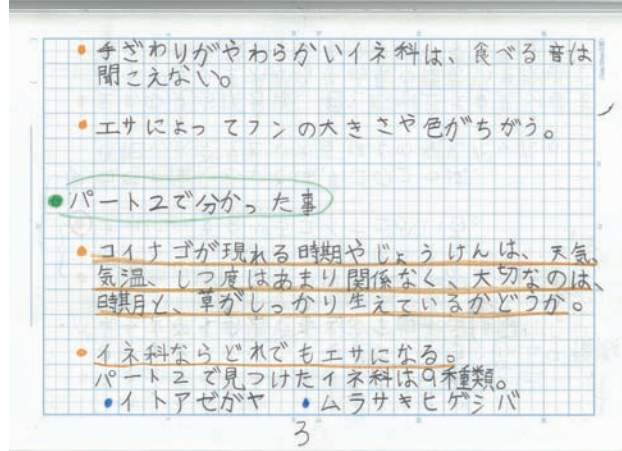 • 手ざわりがやわらかいイネ科は、食べる音は
聞こえない。
• エサによってフンの大きさや色がちがう。
● パート2で分かった事
• コイナゴが現れる時期やじょうけんは、天気、
気温、しつ度はあまり関係なく、大切なのは、
時期と、草がしっかり生えているかどうか。
• イネ科ならどれでもエサになる。
パート2で見つけたイネ科は9種類。
• イトアゼガヤ • ムラサキヒゲシバ
3